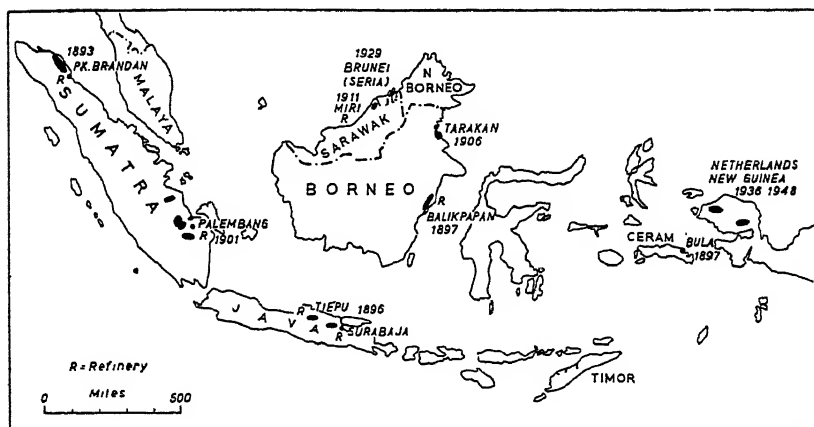 1893
PK. BRANDAN
R
SUMATRA
MALAYA
1929
BRUNEI
(SERIA)
1911
MIRI
R
N
BORNEO
SARAWAK
TARAKAN
1906
BORNEO
R
BALIKPAPAN
1897
NETHERLANDS
NEW GUINEA
1936 1948
CERAM
BULA
1897
PALEMBANG
R 1901
JAVA
R TJEPU 1896
SURABAJA
R
TIMOR
R = Refinery
Miles
0 500